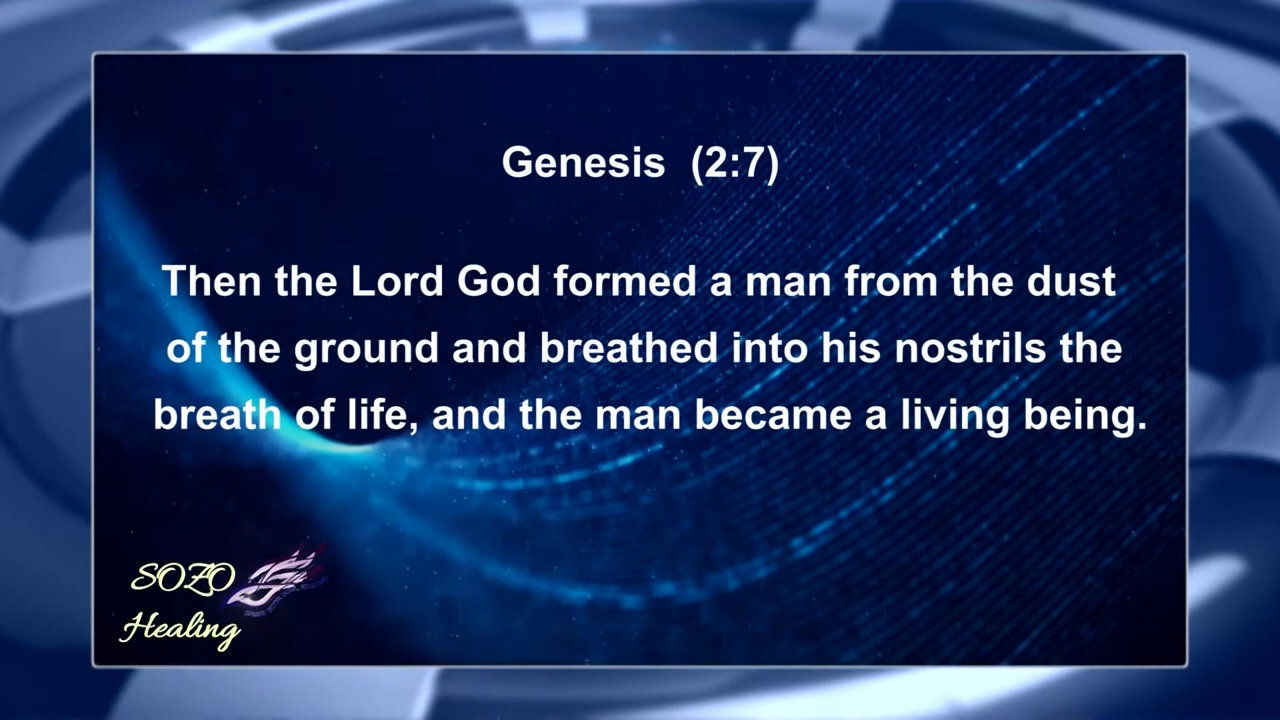 Genesis (2:7)
Then the Lord God formed a man from the dust
of the ground and breathed into his nostrils the
breath of life, and the man became a living being.
SOZO
Healing